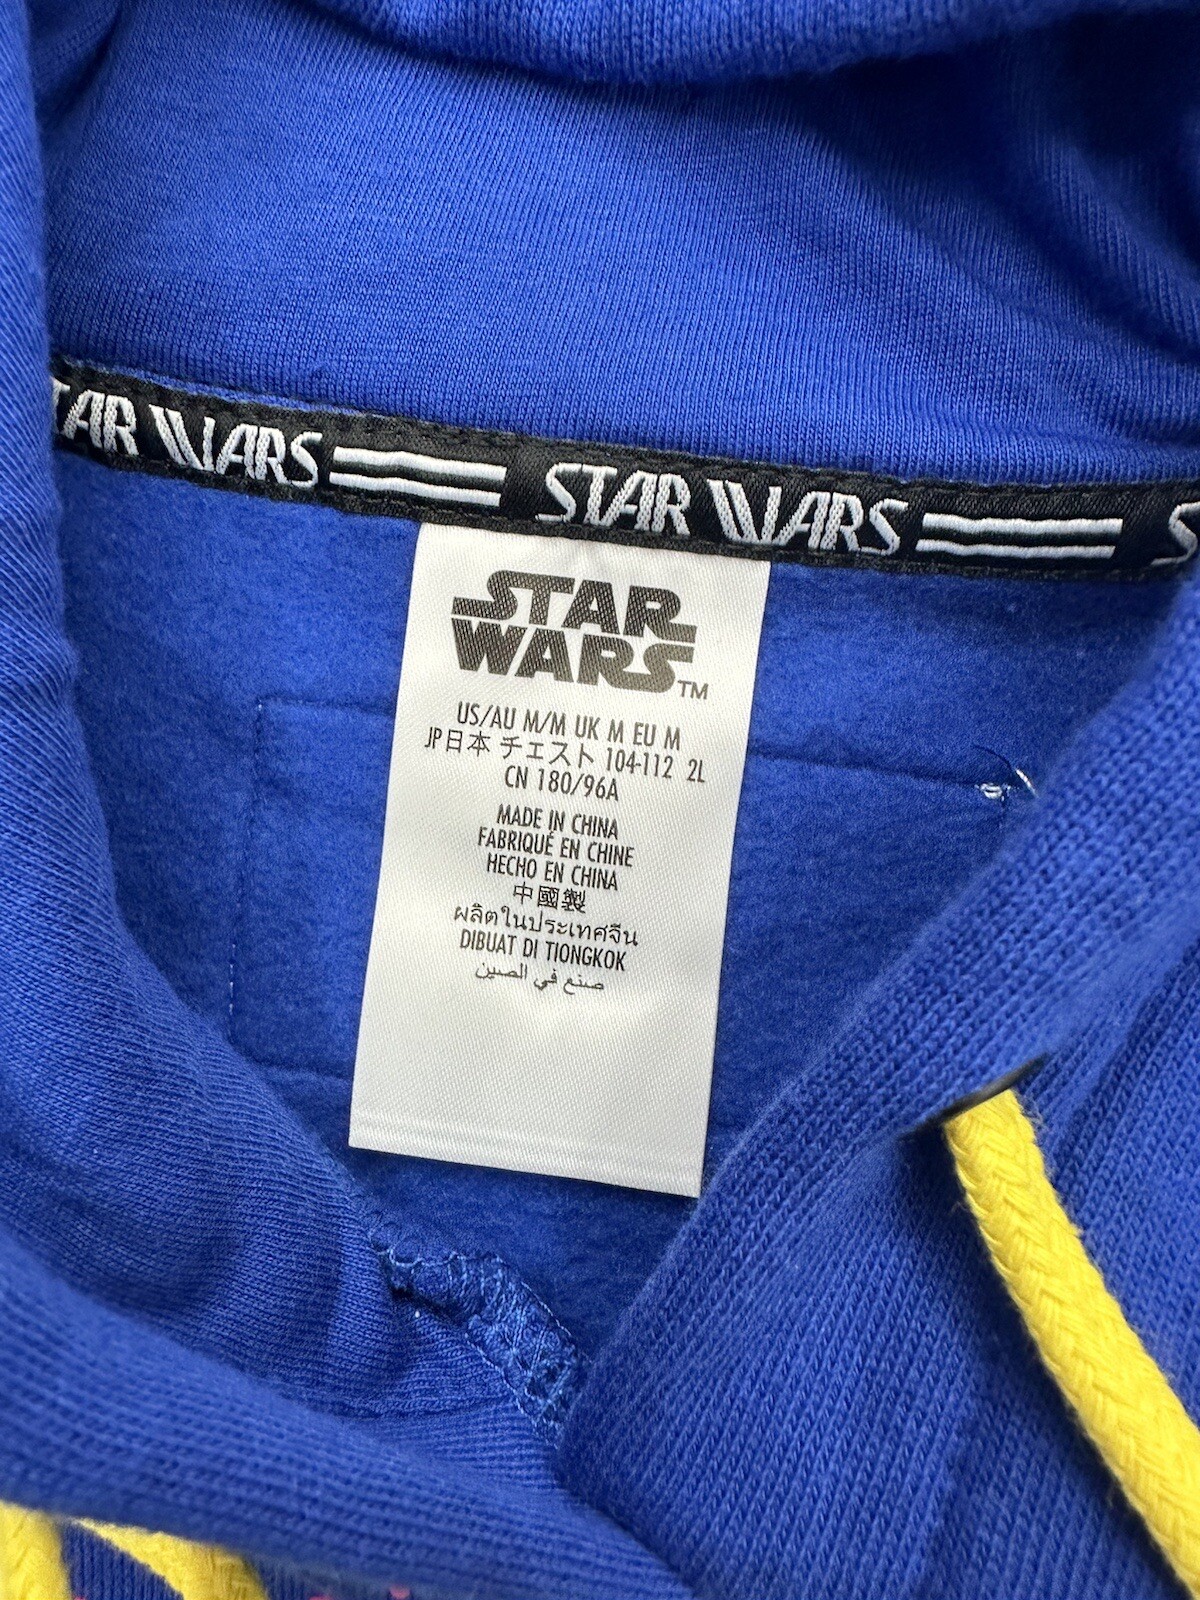 TAR WARS STAR WARS S
STAR
WARS™
US/AU M/M UK M EU M
JP日本 チェスト 104-112 2L
CN 180/96A
MADE IN CHINA
FABRIQUÉ EN CHINE
HECHO EN CHINA
中國製
ผลิตในประเทศจีน
DIBUAT DI TIONGKOK
صنع في الصين